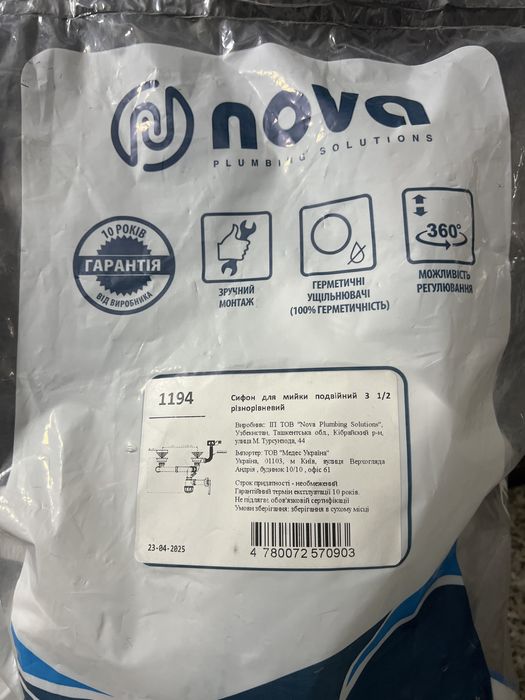 nova
PLUMBING SOLUTIONS
10 РОКІВ
ГАРАНТІЯ
ВІД ВИРОБНИКА
ЗРУЧНИЙ
МОНТАЖ
ГЕРМЕТИЧНІ
УЩІЛЬНЮВАЧІ
(100% ГЕРМЕТИЧНІСТЬ)
360°
МОЖЛИВІСТЬ
РЕГУЛЮВАННЯ
1194
Сифон для мийки подвійний 3 1/2
різнорівневий
Виробник: ІП ТОВ "Nova Plumbing Solutions",
Узбекистан, Ташкентська обл., Кібрайський р-н,
улица М. Турсунзода, 44
Імпортер: ТОВ "Медес Україна"
Україна, 01103, м Київ, вулиця Верхогляда
Андрія , будинок 10/10 , офіс 61
Строк придатності - необмежений
Гарантійний термін експлуатації 10 років.
Не підлягає обов'язковій сертифікації
Умови зберігання: зберігання в сухому місці
23-04-2025
4 780072 570903